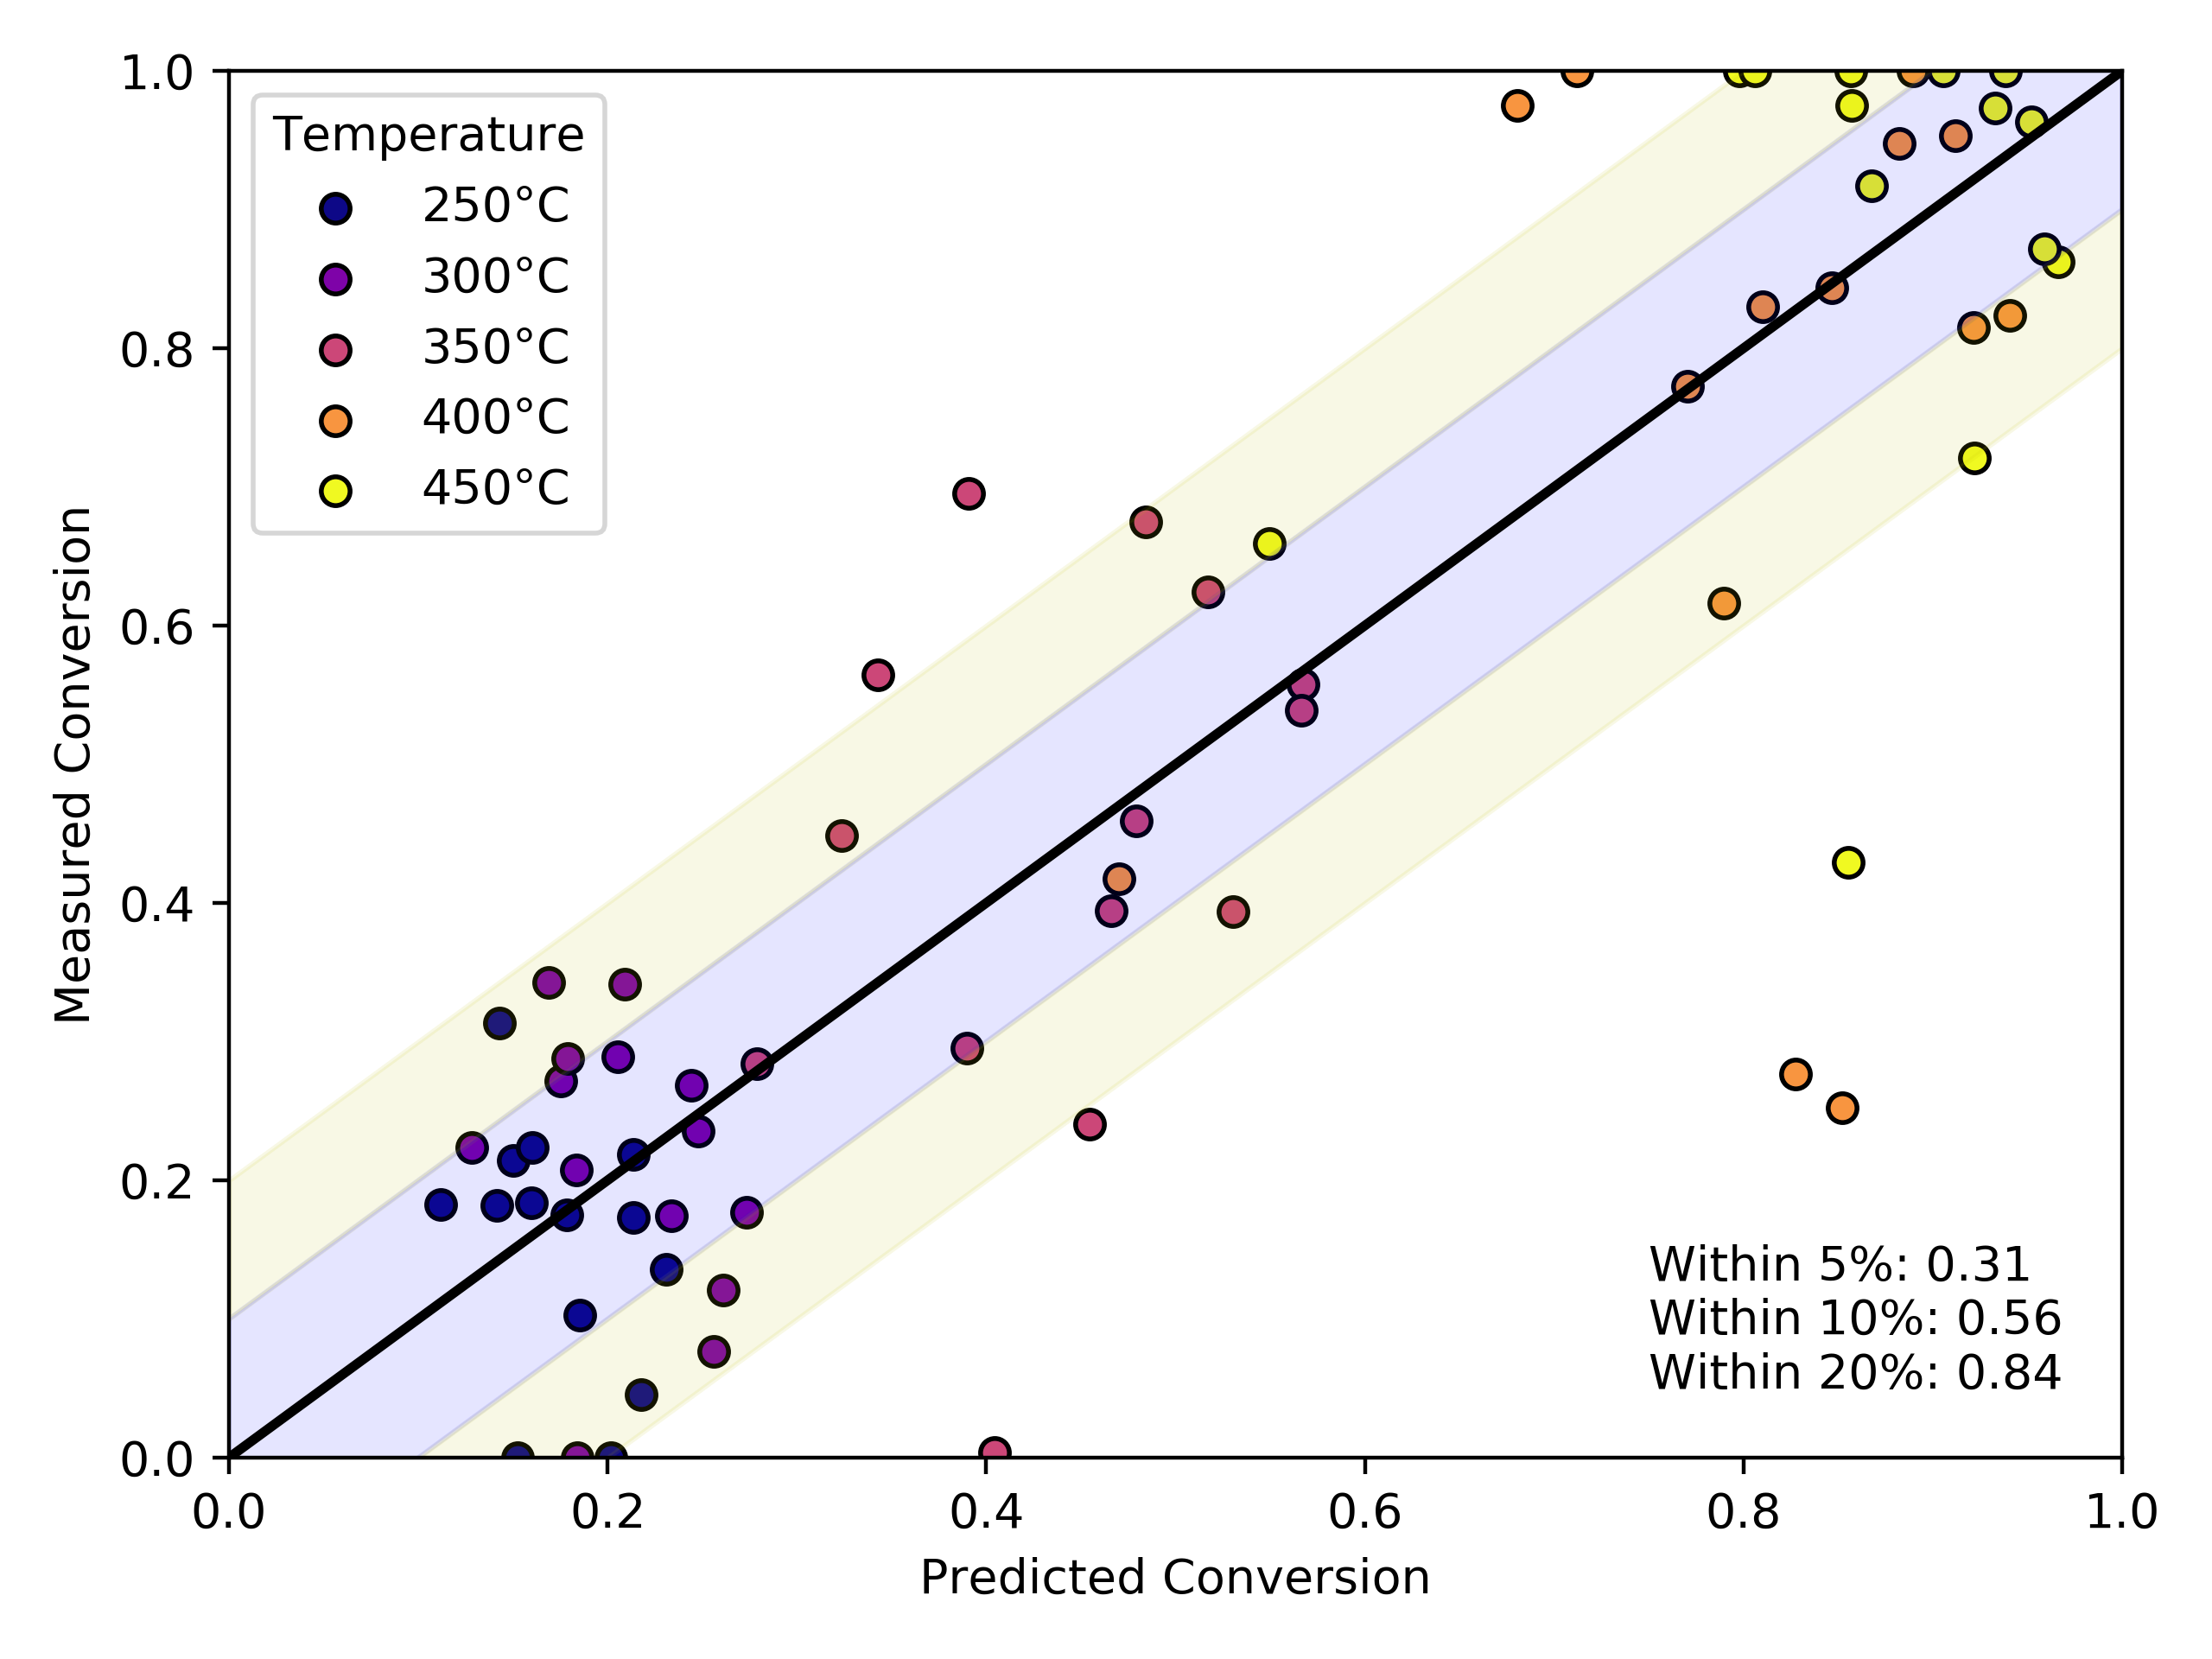 1.0
0.8
0.6
0.4
0.2
0.0
Measured Conversion
Temperature
250°C
300°C
350°C
400°C
450°C
Within 5%: 0.31
Within 10%: 0.56
Within 20%: 0.84
0.0 0.2 0.4 0.6 0.8 1.0
Predicted Conversion